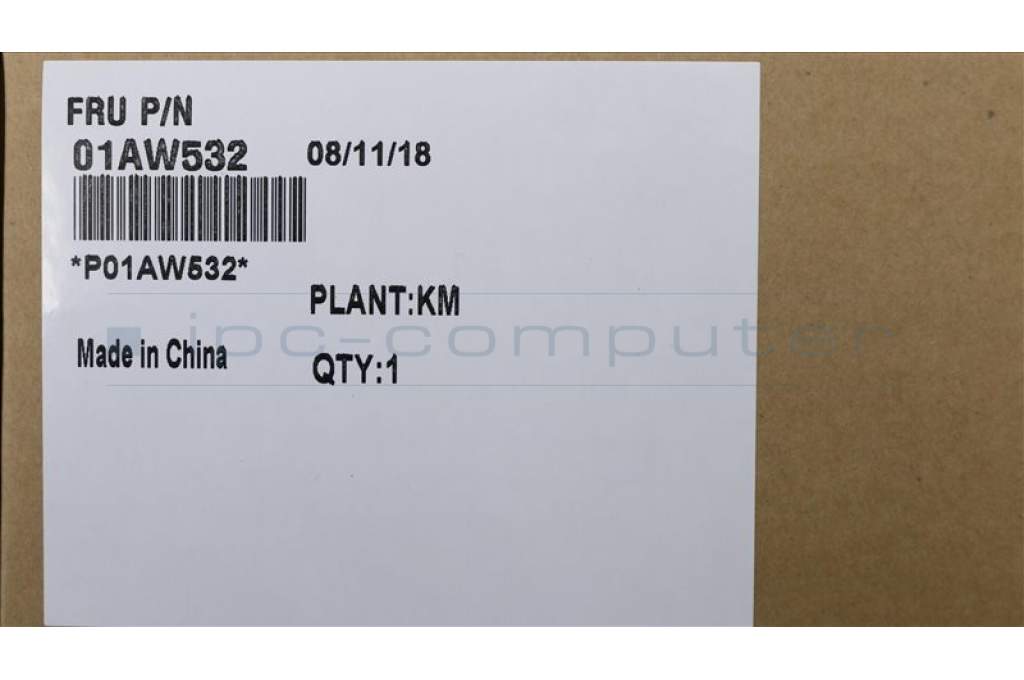 FRU P/N
01AW532 08/11/18
*P01AW532*
PLANT:KM
ipc-computer
Made in China
QTY:1